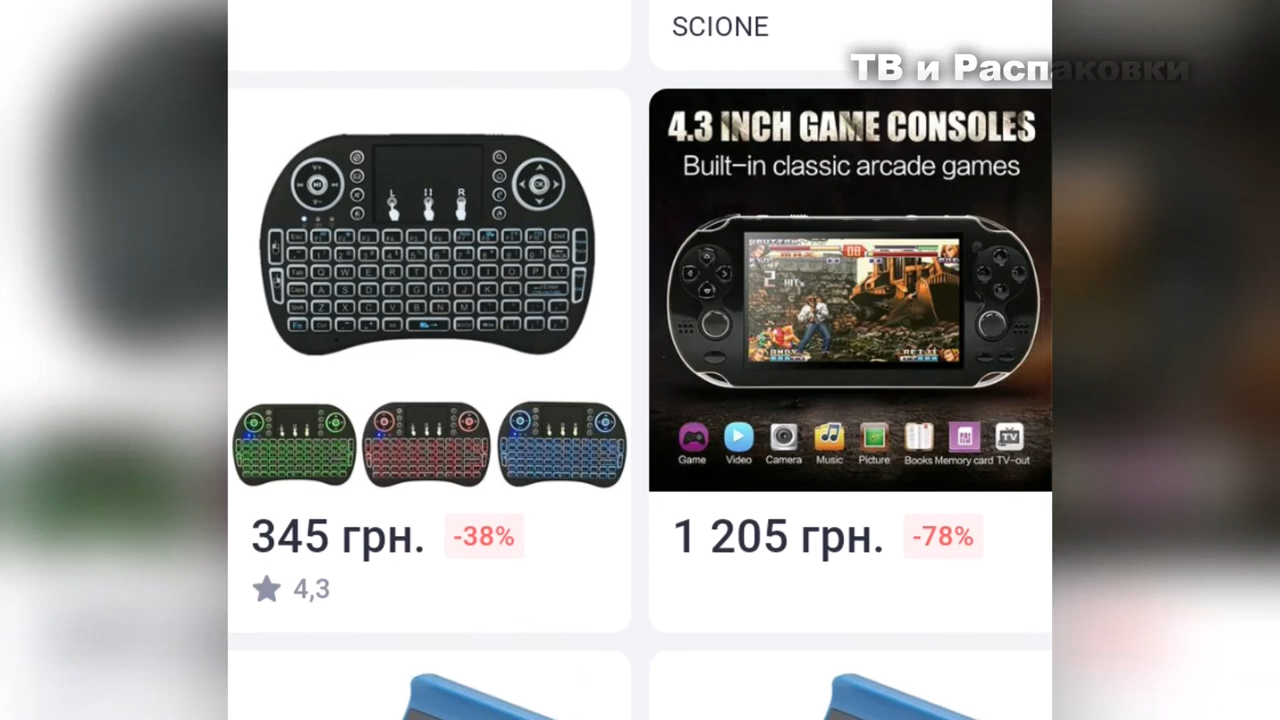 SCIONE
ТВ и Распаковки
4.3 INCH GAME CONSOLES
Built-in classic arcade games
L R
Game Video Camera Music Picture Books Memory card TV-out
345 грн. -38%
4,3
1 205 грн. -78%